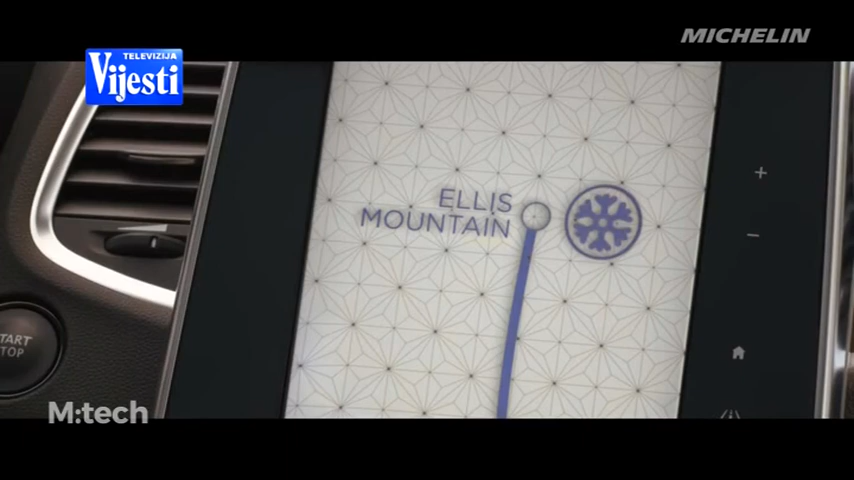 MICHELIN
TELEVIZIJA
Vijesti
ELLIS
MOUNTAIN
START
STOP
M:tech